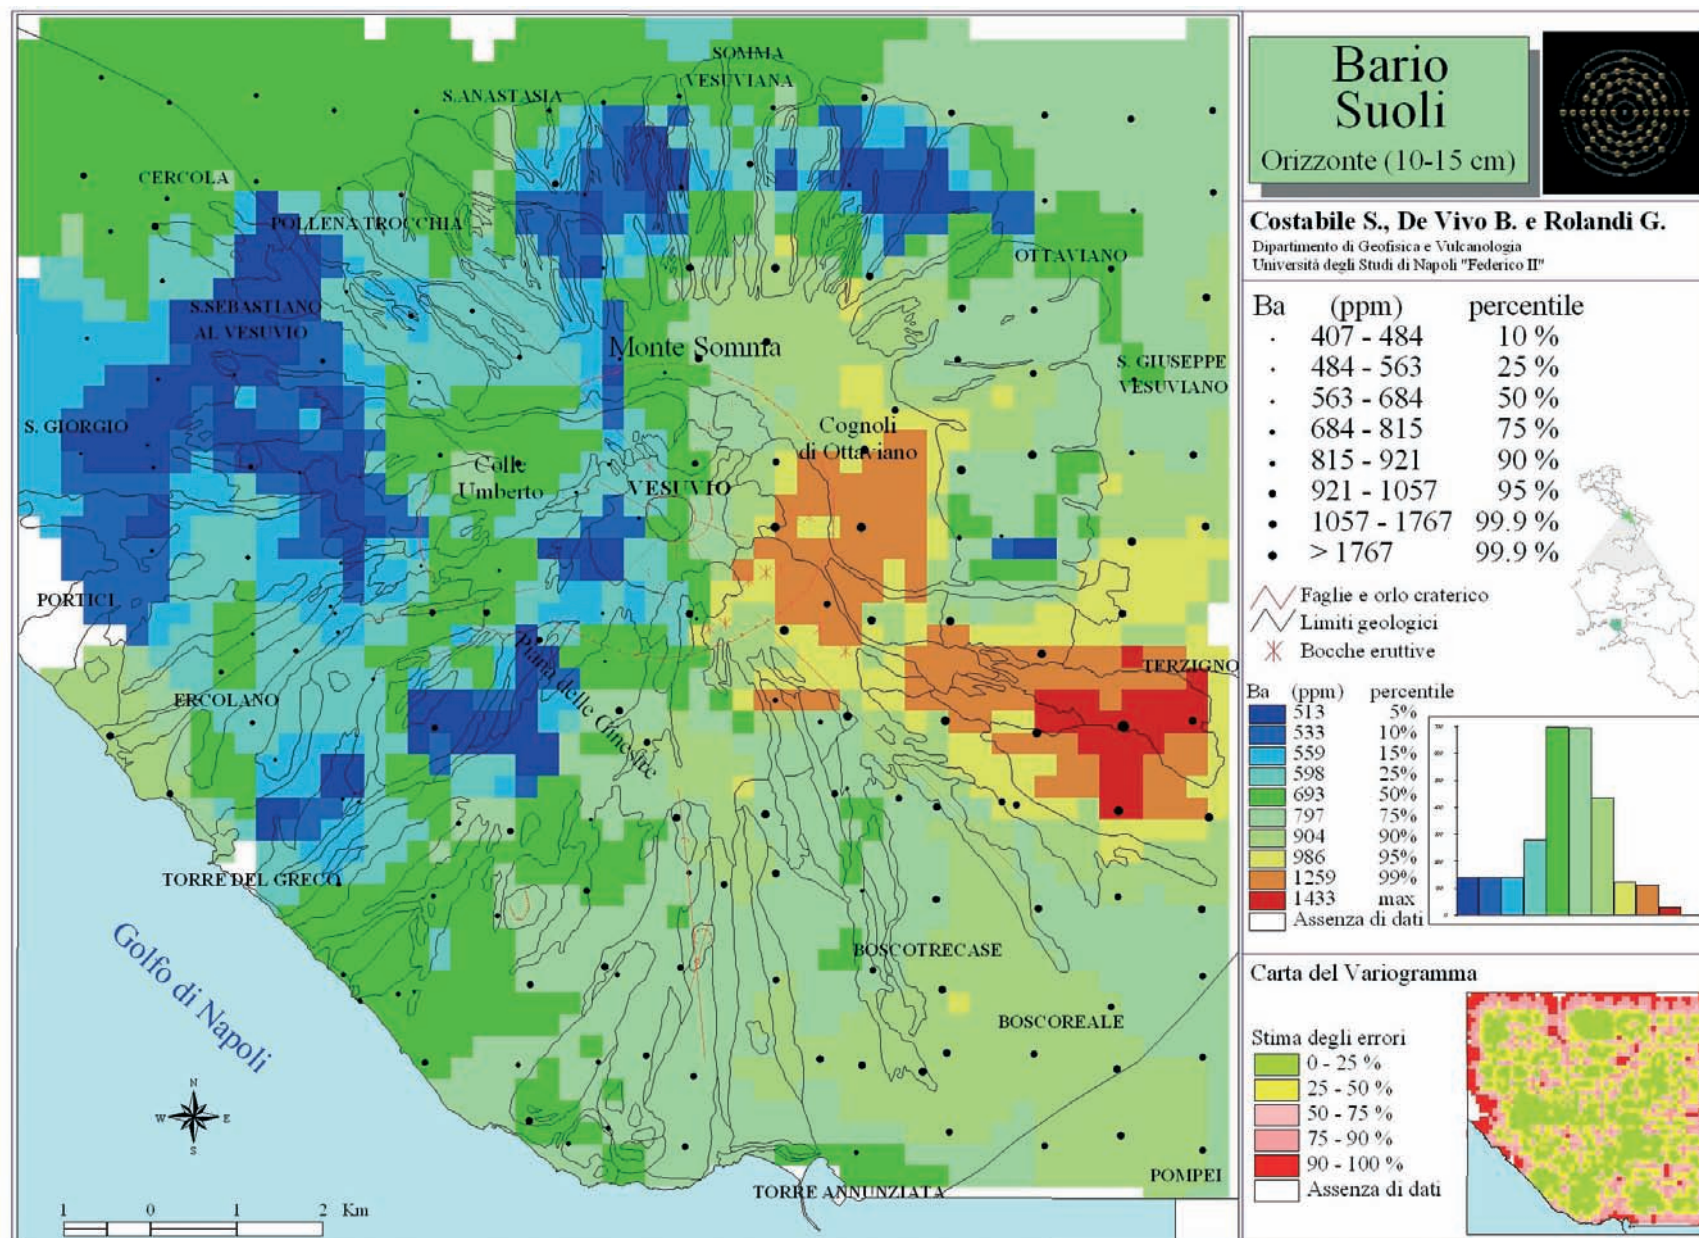 SOMMA
VESUVIANA
S.ANASTASIA
CERCOLA
POLLENA TROCCHIA
OTTAVIANO
S.SEBASTIANO
AL VESUVIO
Monte Somma
S. GIUSEPPE
VESUVIANO
S. GIORGIO
Cognoli
di Ottaviano
Colle
Umberto
VESUVIO
PORTICI
TERZIGNO
ERCOLANO
Piana delle Ginestre
TORRE DEL GRECO
Golfo di Napoli
BOSCOTRECASE
BOSCOREALE
POMPEI
TORRE ANNUNZIATA
N
W E
S
1 0 1 2 Km
Bario
Suoli
Orizzonte (10-15 cm)
Costabile S., De Vivo B. e Rolandi G.
Dipartimento di Geofisica e Vulcanologia
Università degli Studi di Napoli "Federico II"
Ba (ppm) percentile
407 - 484 10 %
484 - 563 25 %
563 - 684 50 %
684 - 815 75 %
815 - 921 90 %
921 - 1057 95 %
1057 - 1767 99.9 %
> 1767 99.9 %
Faglie e orlo craterico
Limiti geologici
Bocche eruttive
Ba (ppm) percentile
513 5%
533 10%
559 15%
598 25%
693 50%
797 75%
904 90%
986 95%
1259 99%
1433 max
Assenza di dati
Carta del Variogramma
Stima degli errori
0 - 25 %
25 - 50 %
50 - 75 %
75 - 90 %
90 - 100 %
Assenza di dati